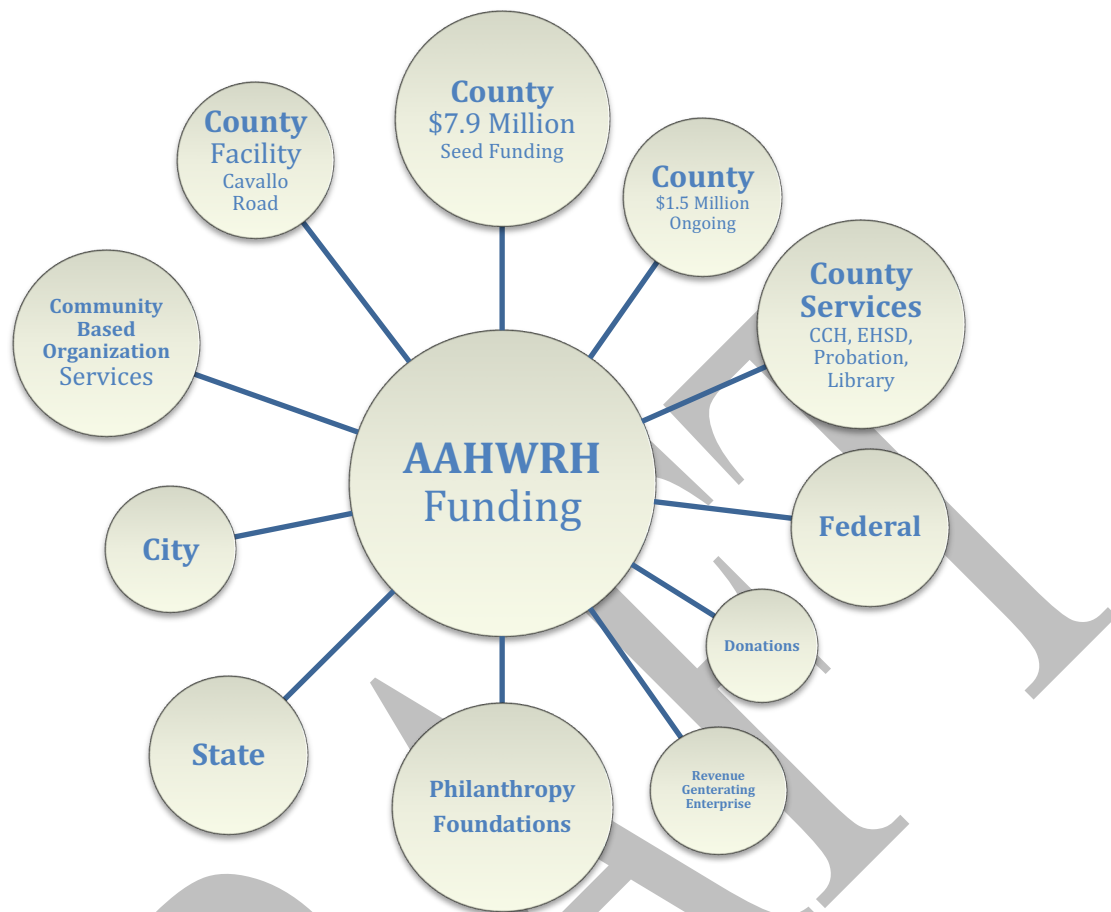 County
$7.9 Million
Seed Funding
County
Facility
Cavallo
Road
County
$1.5 Million
Ongoing
County
Services
CCH, EHSD,
Probation,
Library
Community
Based
Organization
Services
AAHWRH
Funding
Federal
City
Donations
State
Philanthropy
Foundations
Revenue
Genterating
Enterprise